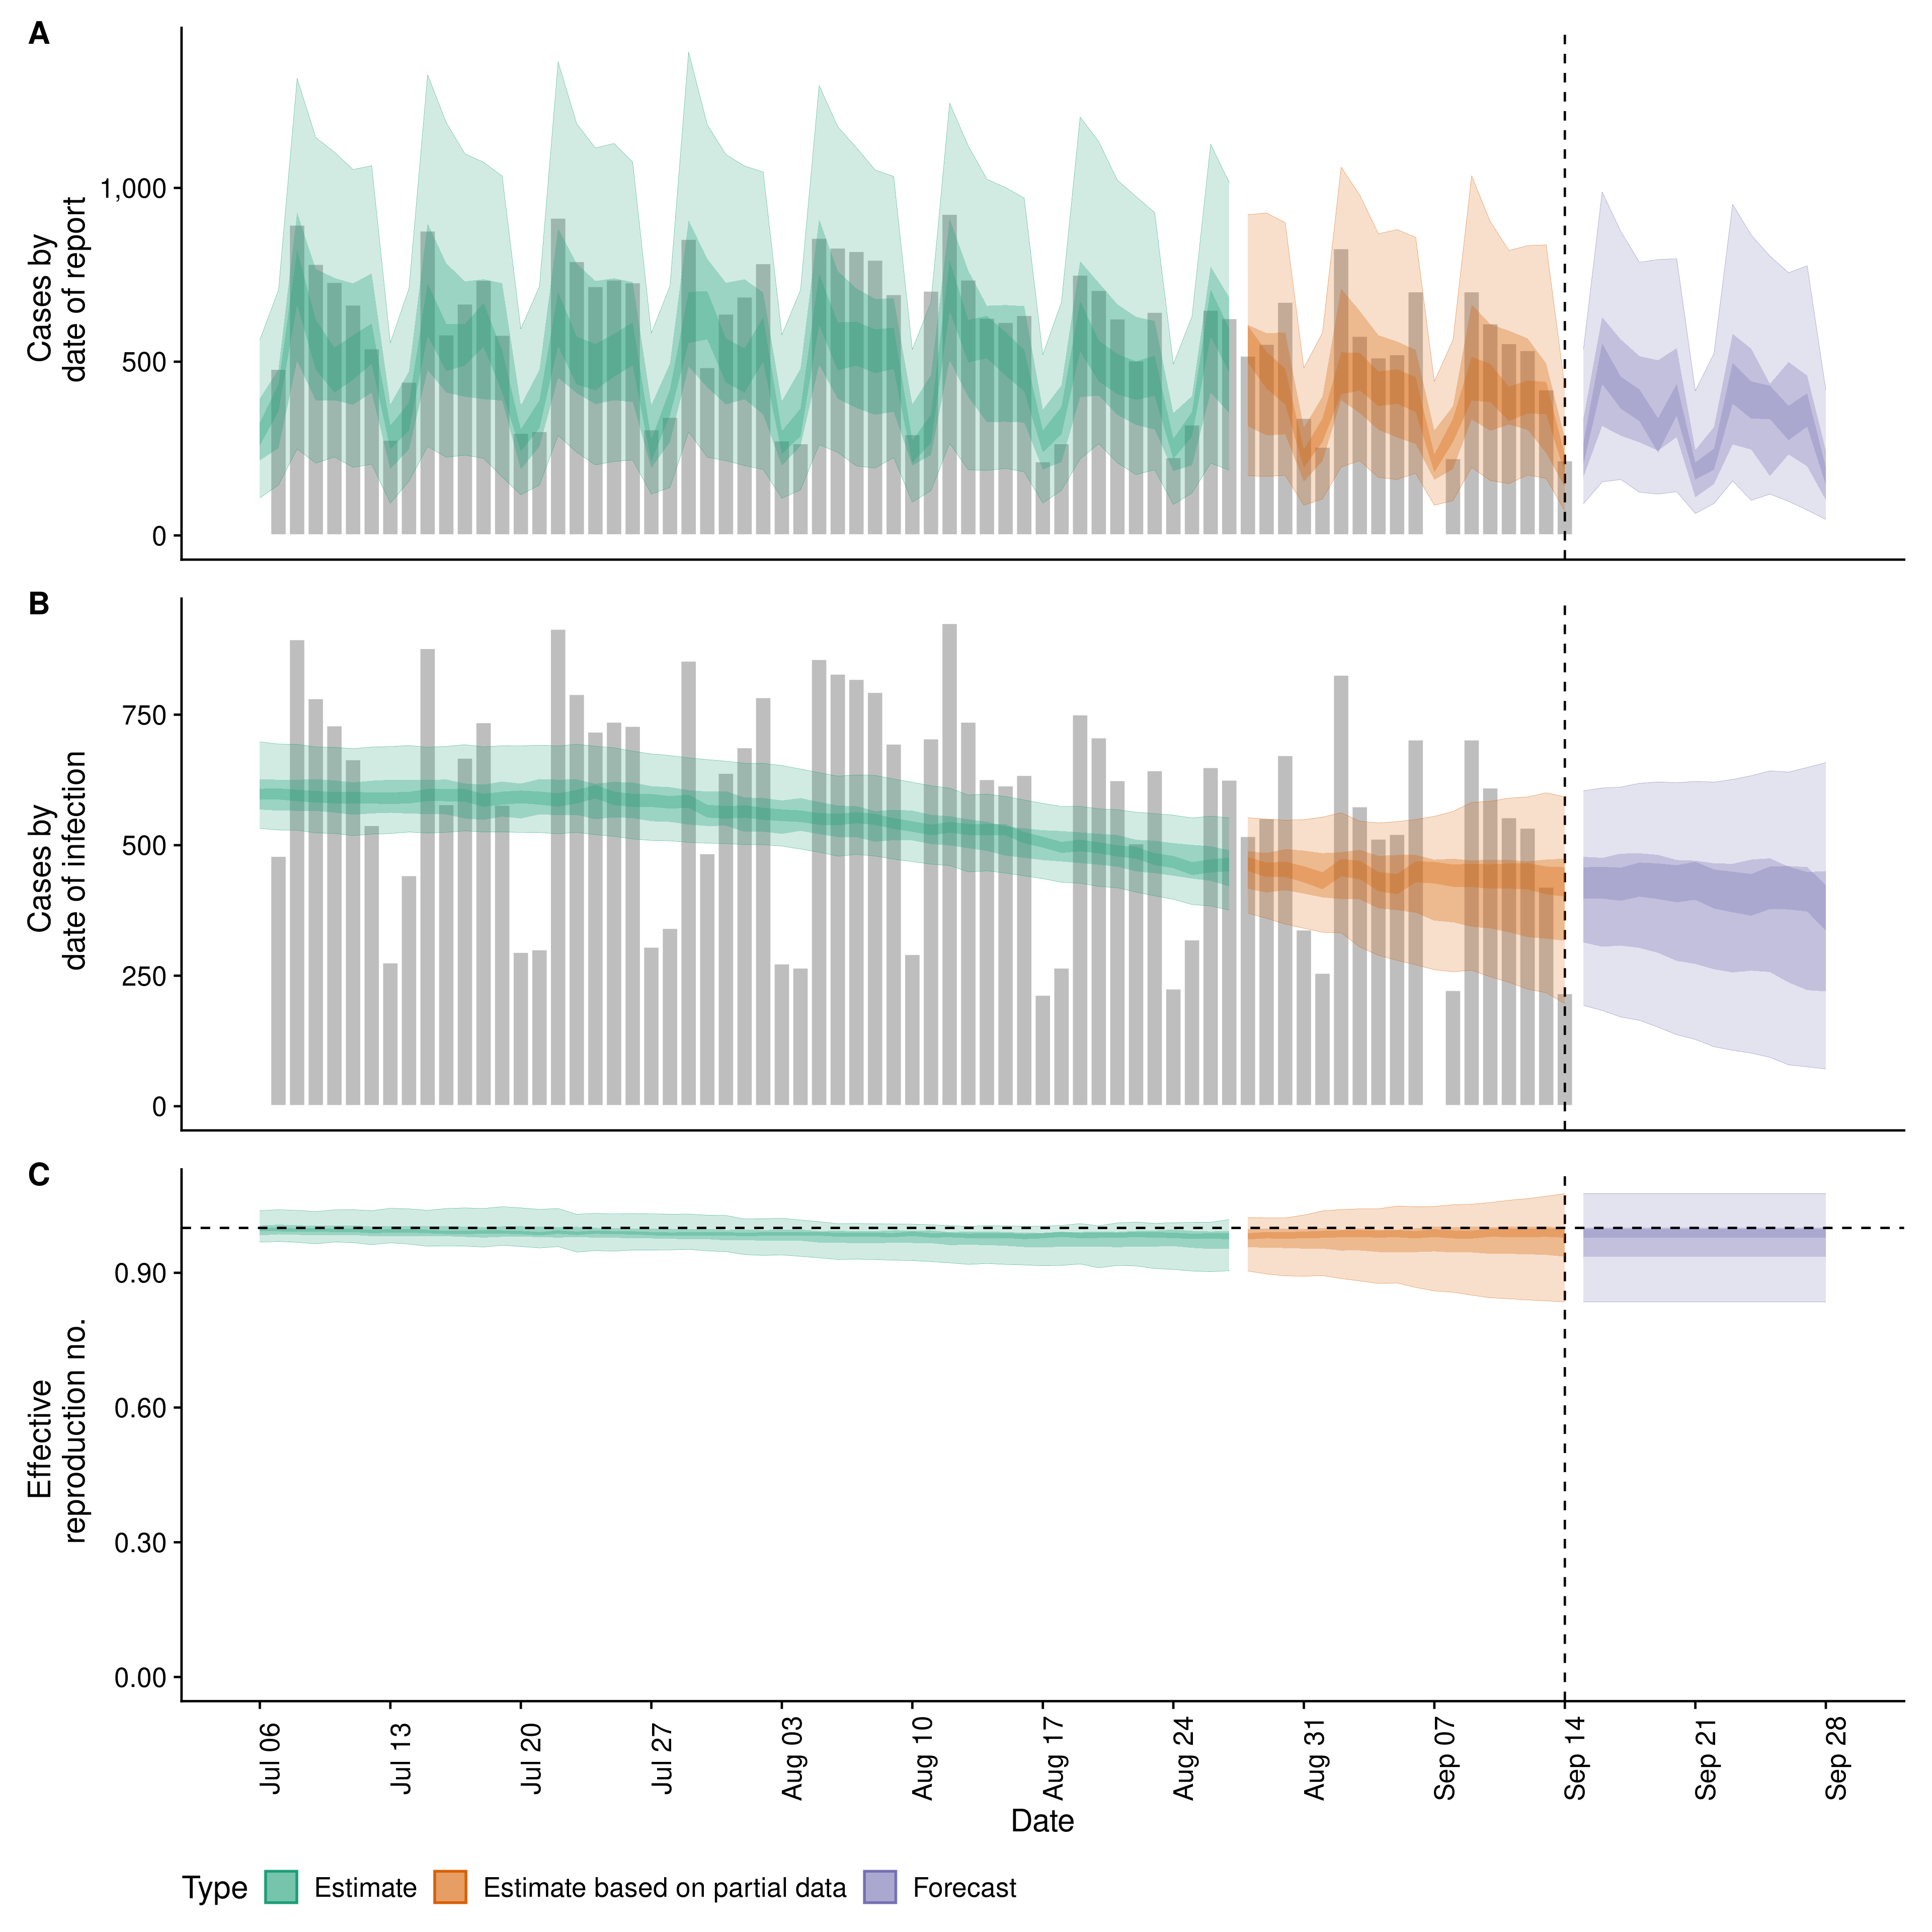 A
Cases by
date of report
1,000
500
0
B
Cases by
date of infection
750
500
250
0
C
Effective
reproduction no.
0.90
0.60
0.30
0.00
Jul 06
Jul 13
Jul 20
Jul 27
Aug 03
Aug 10
Aug 17
Aug 24
Aug 31
Sep 07
Sep 14
Sep 21
Sep 28
Date
Type Estimate Estimate based on partial data Forecast